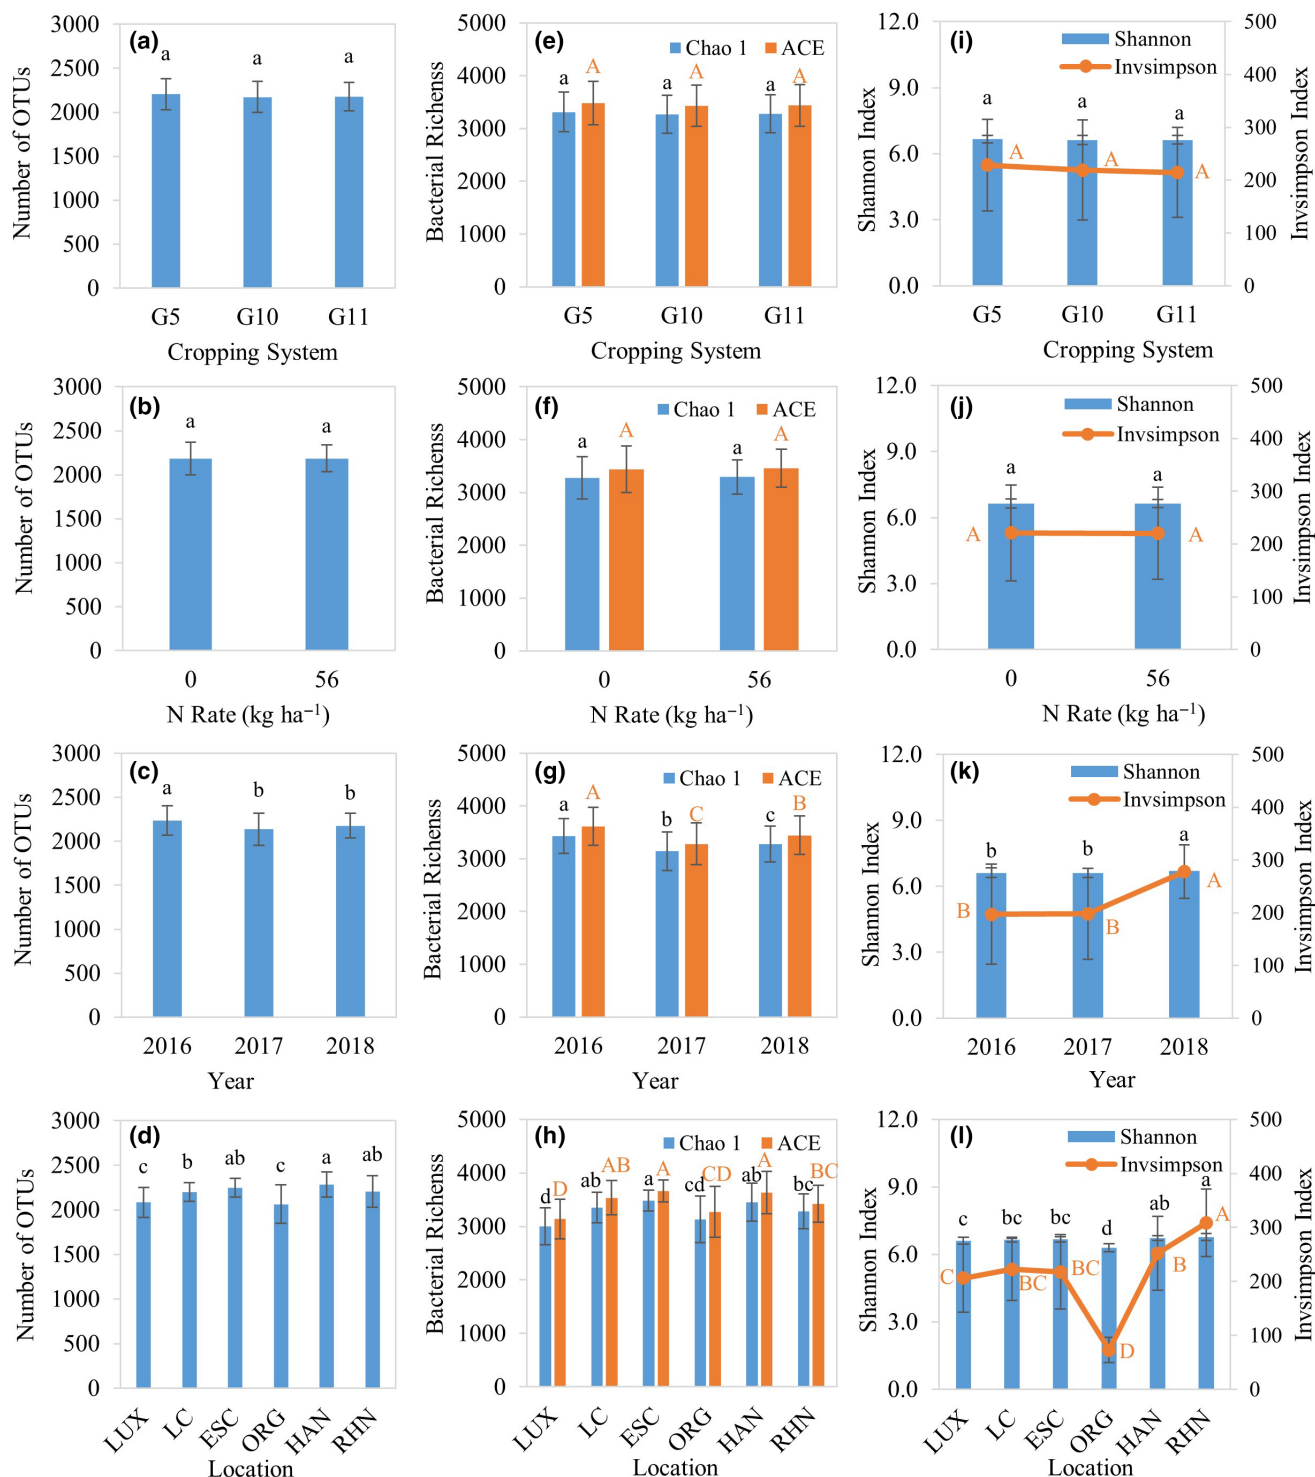 (a)
3000
2500
2000
1500
1000
500
0
Number of OTUs
a a a
G5 G10 G11
Cropping System
(e)
Chao 1 ACE
5000
4000
3000
2000
1000
0
Bacterial Richenss
a A a A a A
G5 G10 G11
Cropping System
(i)
Shannon
Invsimpson
12.0
9.0
6.0
3.0
0.0
Shannon Index
500
400
300
200
100
0
Invsimpson Index
a a a
A A A
G5 G10 G11
Cropping System
(b)
3000
2500
2000
1500
1000
500
0
Number of OTUs
a a
0 56
N Rate (kg ha⁻¹)
(f)
Chao 1 ACE
5000
4000
3000
2000
1000
0
Bacterial Richenss
a A a A
0 56
N Rate (kg ha⁻¹)
(j)
Shannon
Invsimpson
12.0
9.0
6.0
3.0
0.0
Shannon Index
500
400
300
200
100
0
Invsimpson Index
a a
A A
0 56
N Rate (kg ha⁻¹)
(c)
3000
2500
2000
1500
1000
500
0
Number of OTUs
a b b
2016 2017 2018
Year
(g)
Chao 1 ACE
5000
4000
3000
2000
1000
0
Bacterial Richenss
a A b C c B
2016 2017 2018
Year
(k)
Shannon
Invsimpson
12.0
9.0
6.0
3.0
0.0
Shannon Index
500
400
300
200
100
0
Invsimpson Index
b b a
B B A
2016 2017 2018
Year
(d)
3000
2500
2000
1500
1000
500
0
Number of OTUs
c b ab c a ab
LUX LC ESC ORG HAN RHN
Location
(h)
Chao 1 ACE
5000
4000
3000
2000
1000
0
Bacterial Richenss
d D ab AB a A cd CD ab A bc BC
LUX LC ESC ORG HAN RHN
Location
(l)
Shannon
Invsimpson
12.0
9.0
6.0
3.0
0.0
Shannon Index
500
400
300
200
100
0
Invsimpson Index
c bc bc d ab a
C BC BC D B A
LUX LC ESC ORG HAN RHN
Location